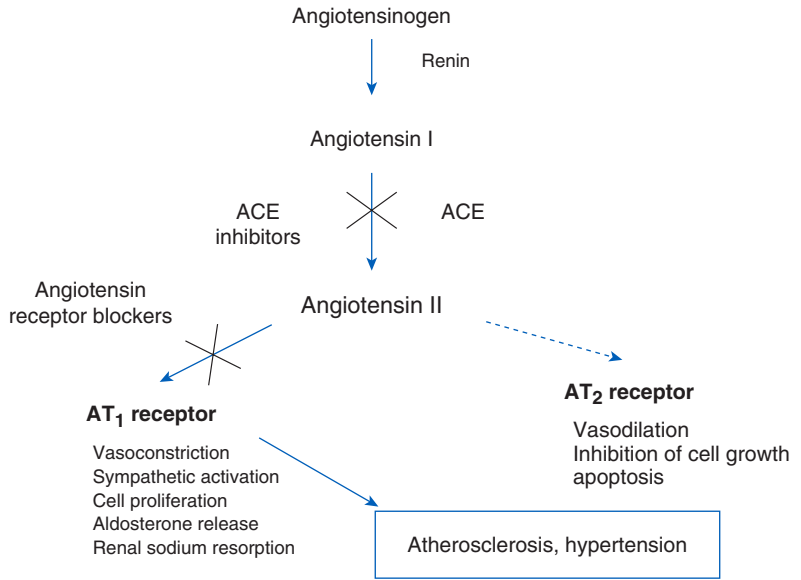 Angiotensinogen
Renin
Angiotensin I
ACE
inhibitors
ACE
Angiotensin
receptor blockers
Angiotensin II
AT1 receptor
Vasoconstriction
Sympathetic activation
Cell proliferation
Aldosterone release
Renal sodium resorption
AT2 receptor
Vasodilation
Inhibition of cell growth
apoptosis
Atherosclerosis, hypertension